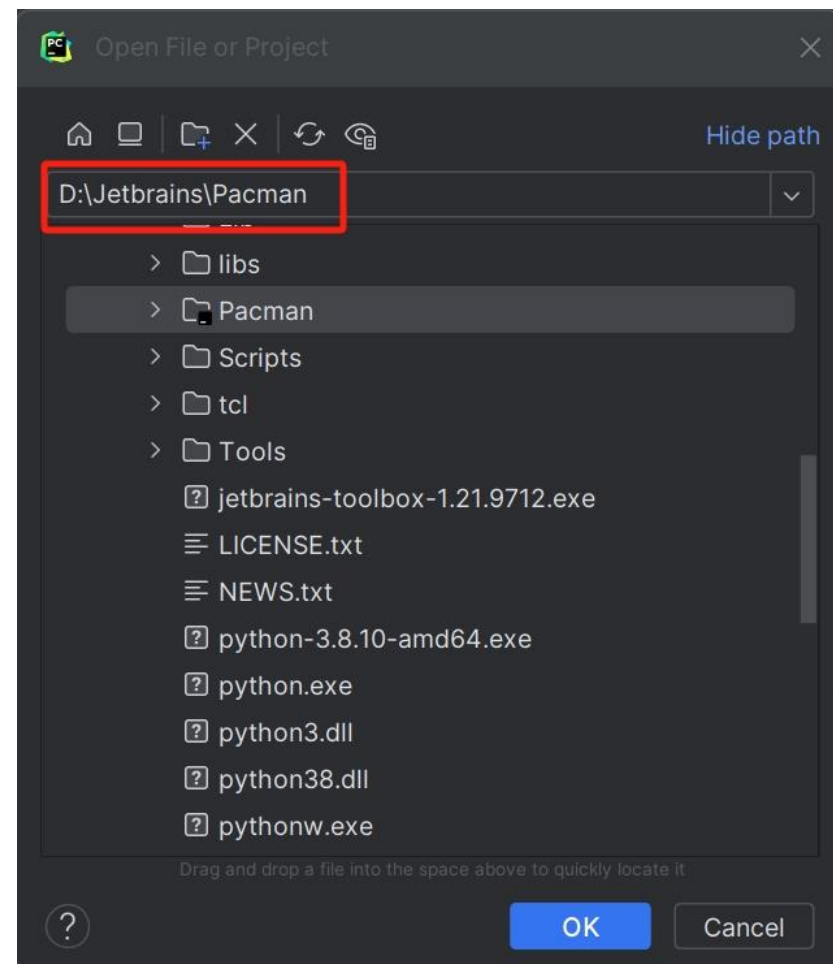 PC
Open File or Project
Hide path
D:\Jetbrains\Pacman
libs
Pacman
Scripts
tcl
Tools
jetbrains-toolbox-1.21.9712.exe
LICENSE.txt
NEWS.txt
python-3.8.10-amd64.exe
python.exe
python3.dll
python38.dll
pythonw.exe
Drag and drop a file into the space above to quickly locate it
OK
Cancel